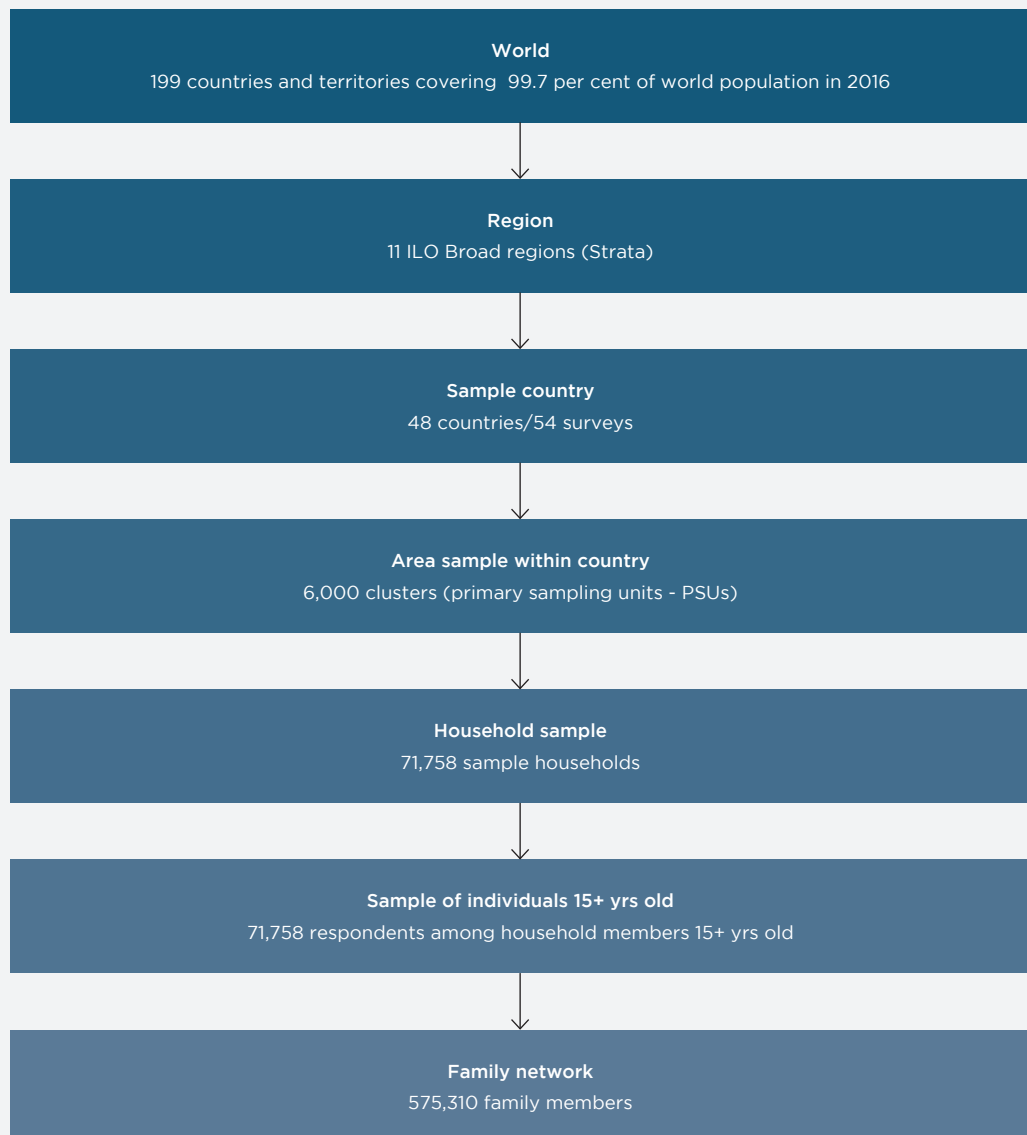 World
199 countries and territories covering  99.7 per cent of world population in 2016
Region
11 ILO Broad regions (Strata)
Sample country
48 countries/54 surveys
Area sample within country
6,000 clusters (primary sampling units - PSUs)
Household sample
71,758 sample households
Sample of individuals 15+ yrs old
71,758 respondents among household members 15+ yrs old
Family network
575,310 family members